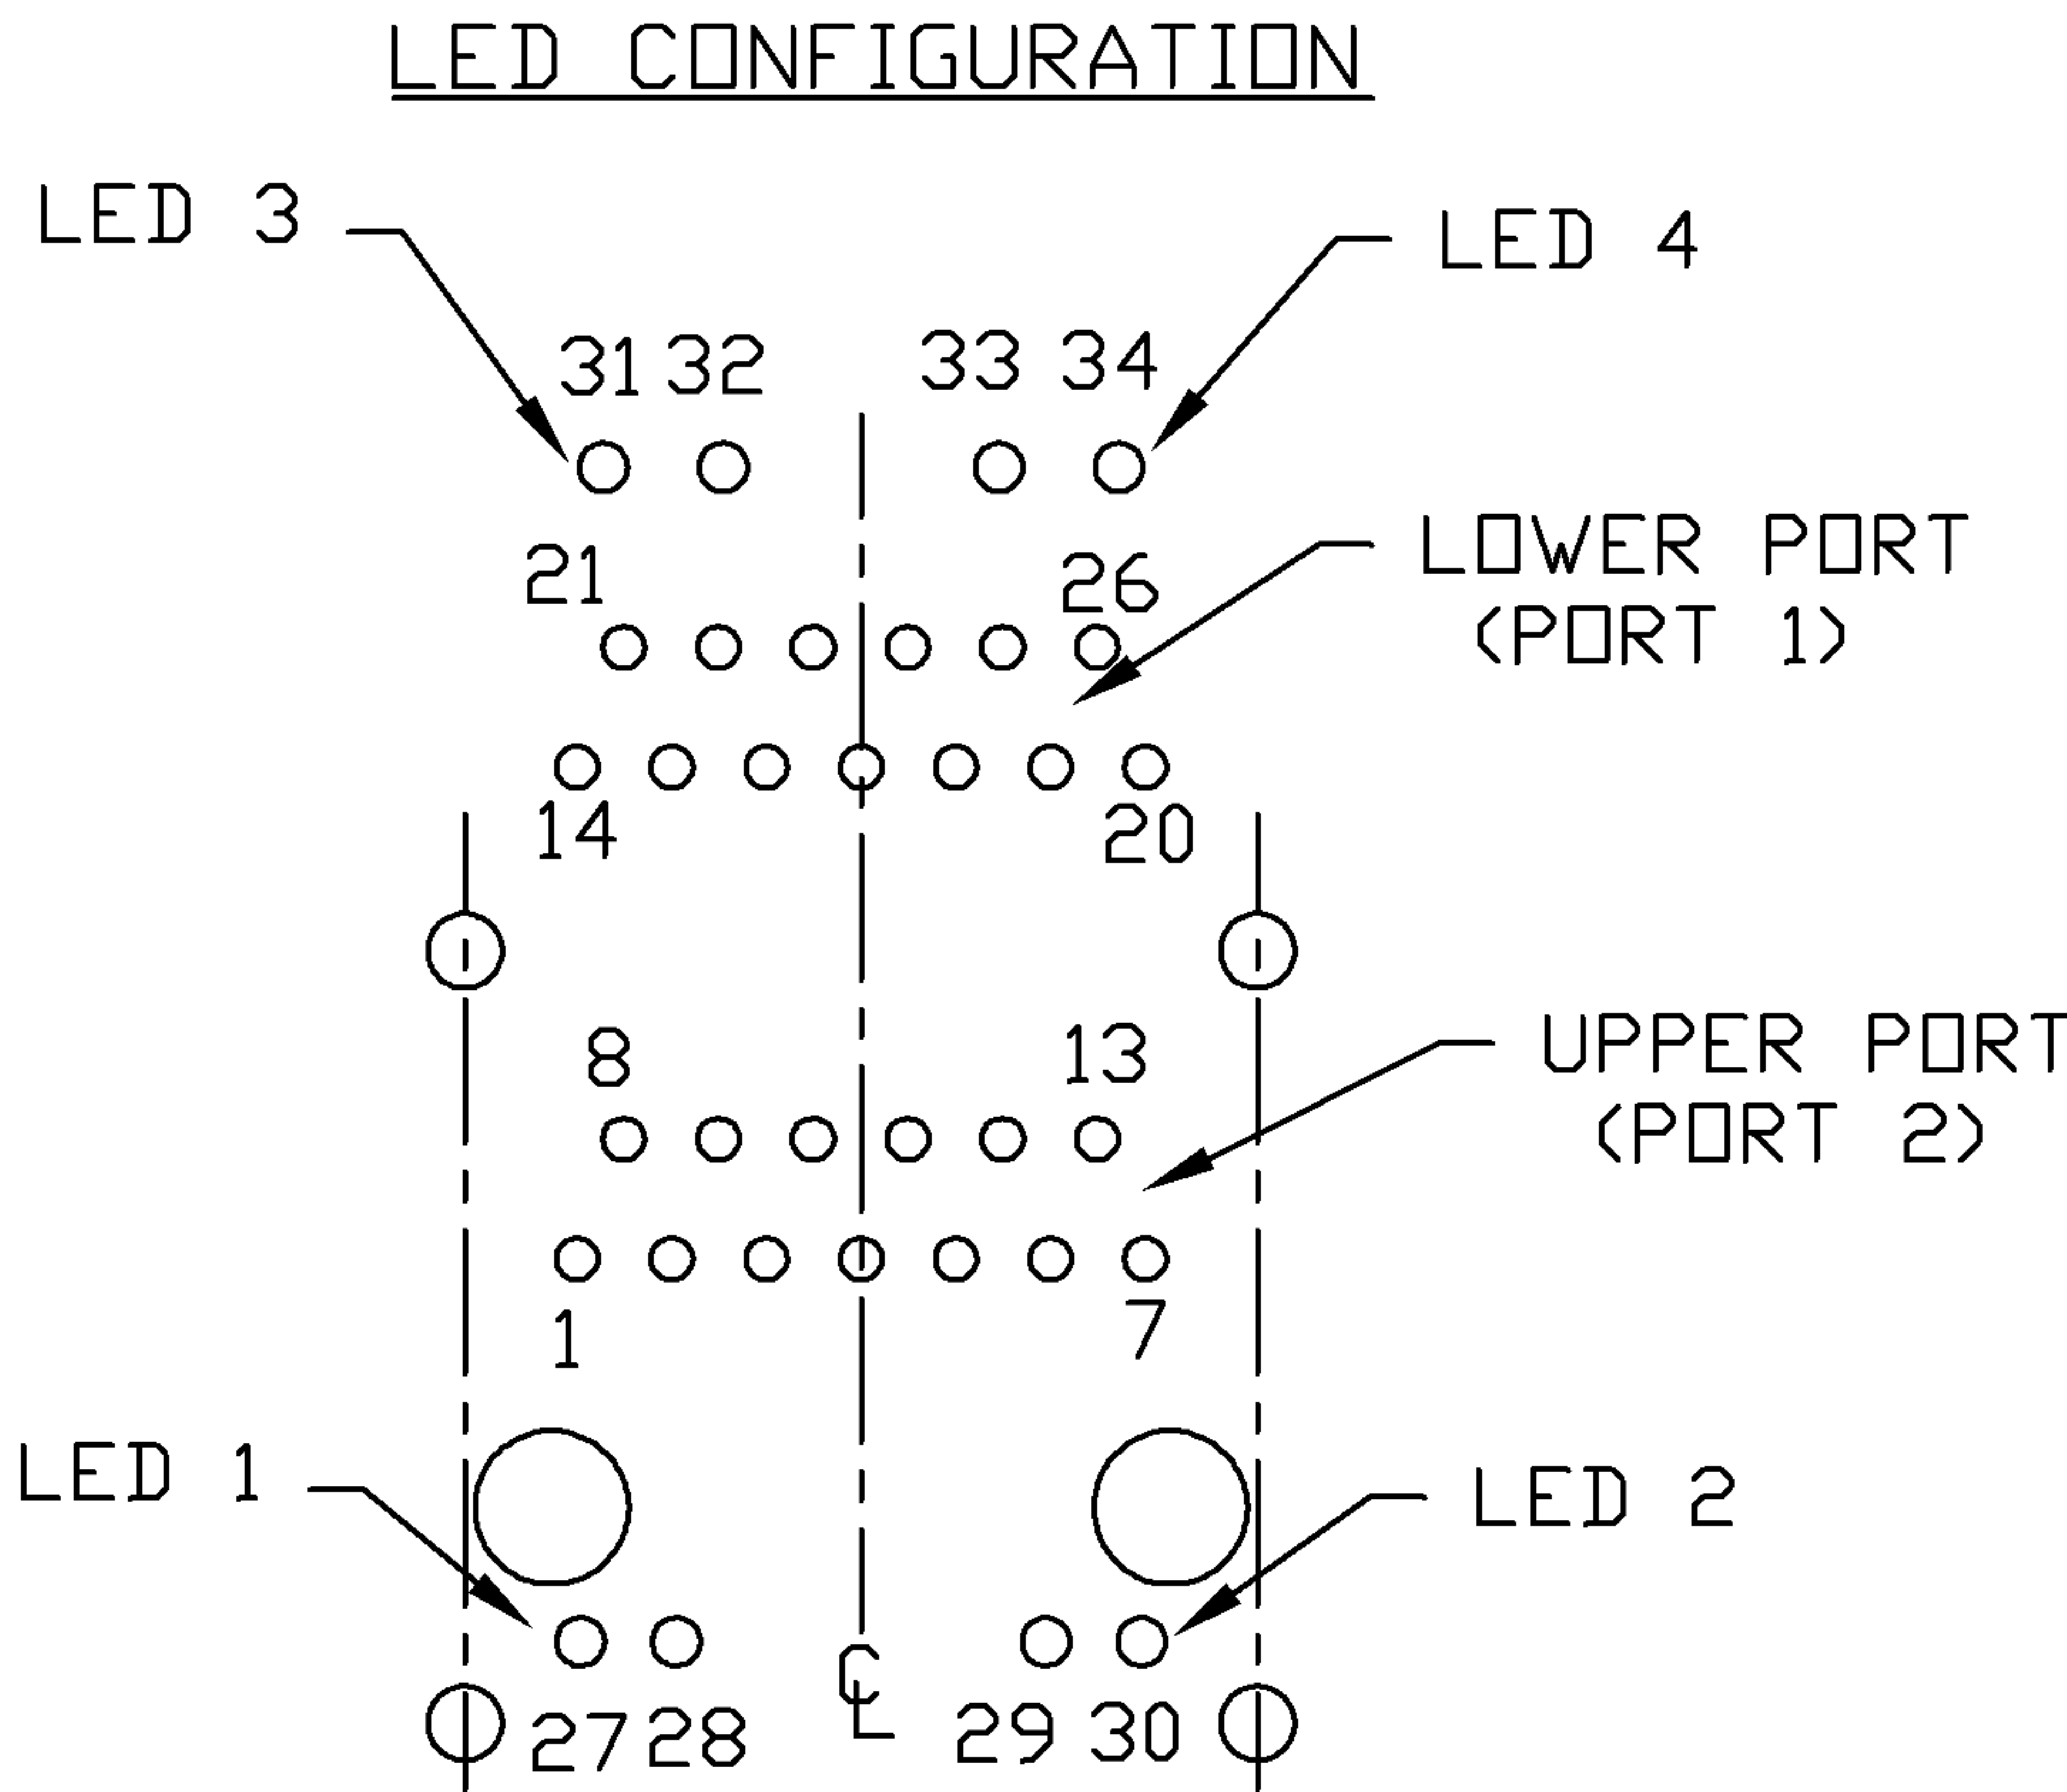 LED CONFIGURATION
LED 3
LED 4
31 32 33 34
21 26
LOWER PORT
(PORT 1)
14 20
8 13
UPPER PORT
(PORT 2)
1 7
LED 1
LED 2
CL
27 28 29 30